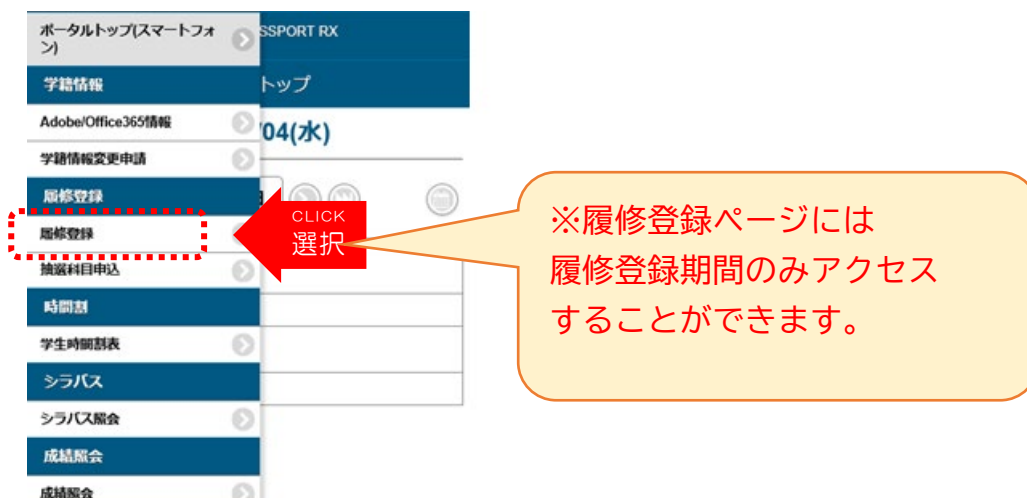 ポータルトップ(スマートフォ
ン)
学籍情報
Adobe/Office365情報
学籍情報変更申請
履修登録
履修登録
抽選科目申込
時間割
学生時間割表
シラバス
シラバス照会
成績照会
成績照会
SSPORT RX
トップ
04(水)
CLICK
選択
※履修登録ページには
履修登録期間のみアクセス
することができます。